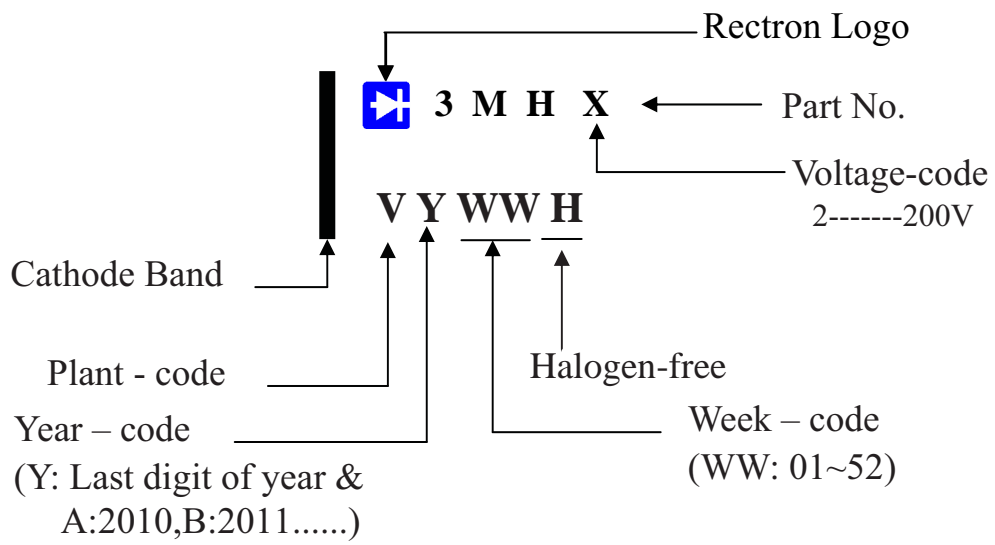 Rectron Logo
3 M H X
Part No.
Voltage-code
2-------200V
V Y WW H
Cathode Band
Plant - code
Halogen-free
Year – code
(Y: Last digit of year &
A:2010,B:2011......)
Week – code
(WW: 01~52)